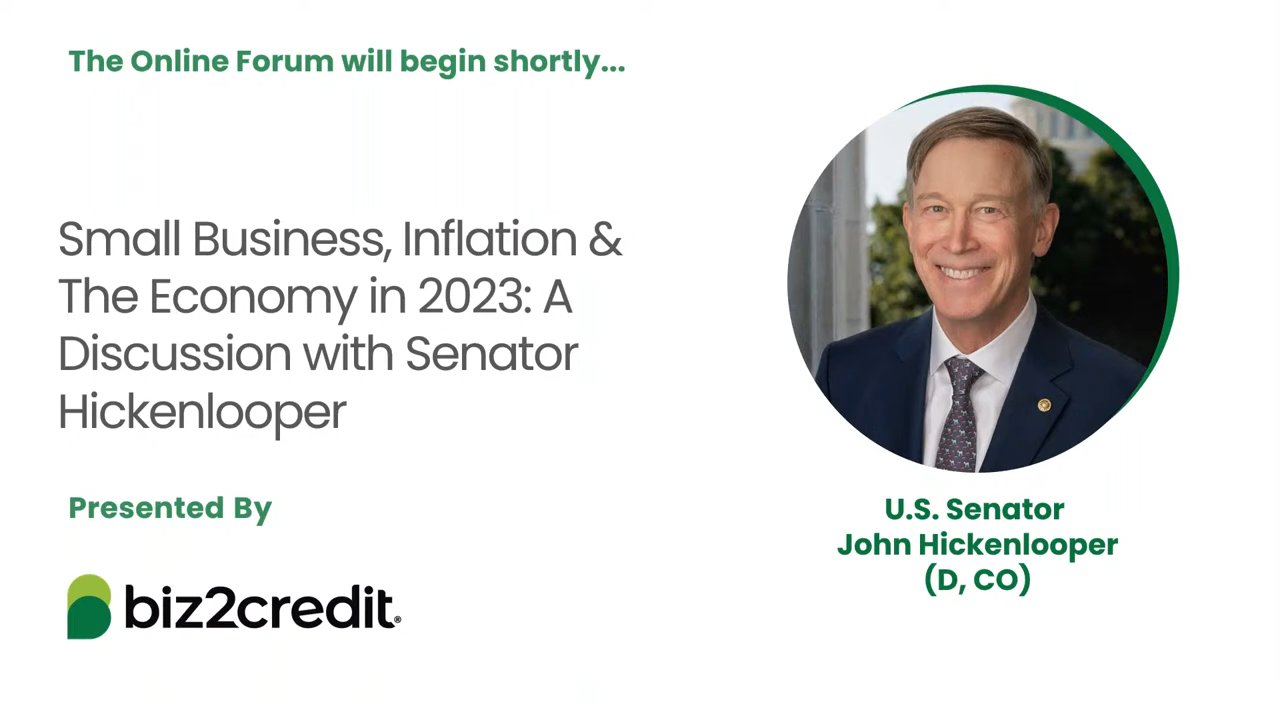 The Online Forum will begin shortly...
Small Business, Inflation &
The Economy in 2023: A
Discussion with Senator
Hickenlooper
Presented By
biz2credit®
U.S. Senator
John Hickenlooper
(D, CO)